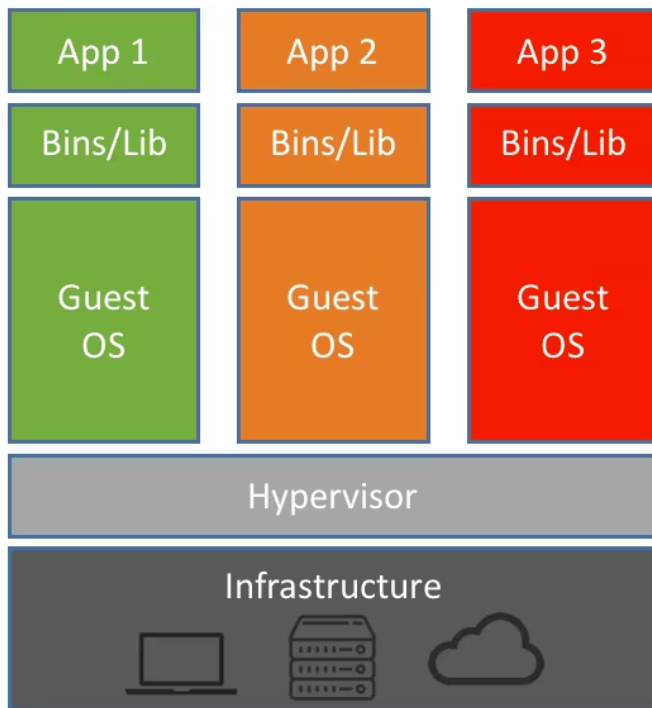 App 1
App 2
App 3
Bins/Lib
Bins/Lib
Bins/Lib
Guest
OS
Guest
OS
Guest
OS
Hypervisor
Infrastructure